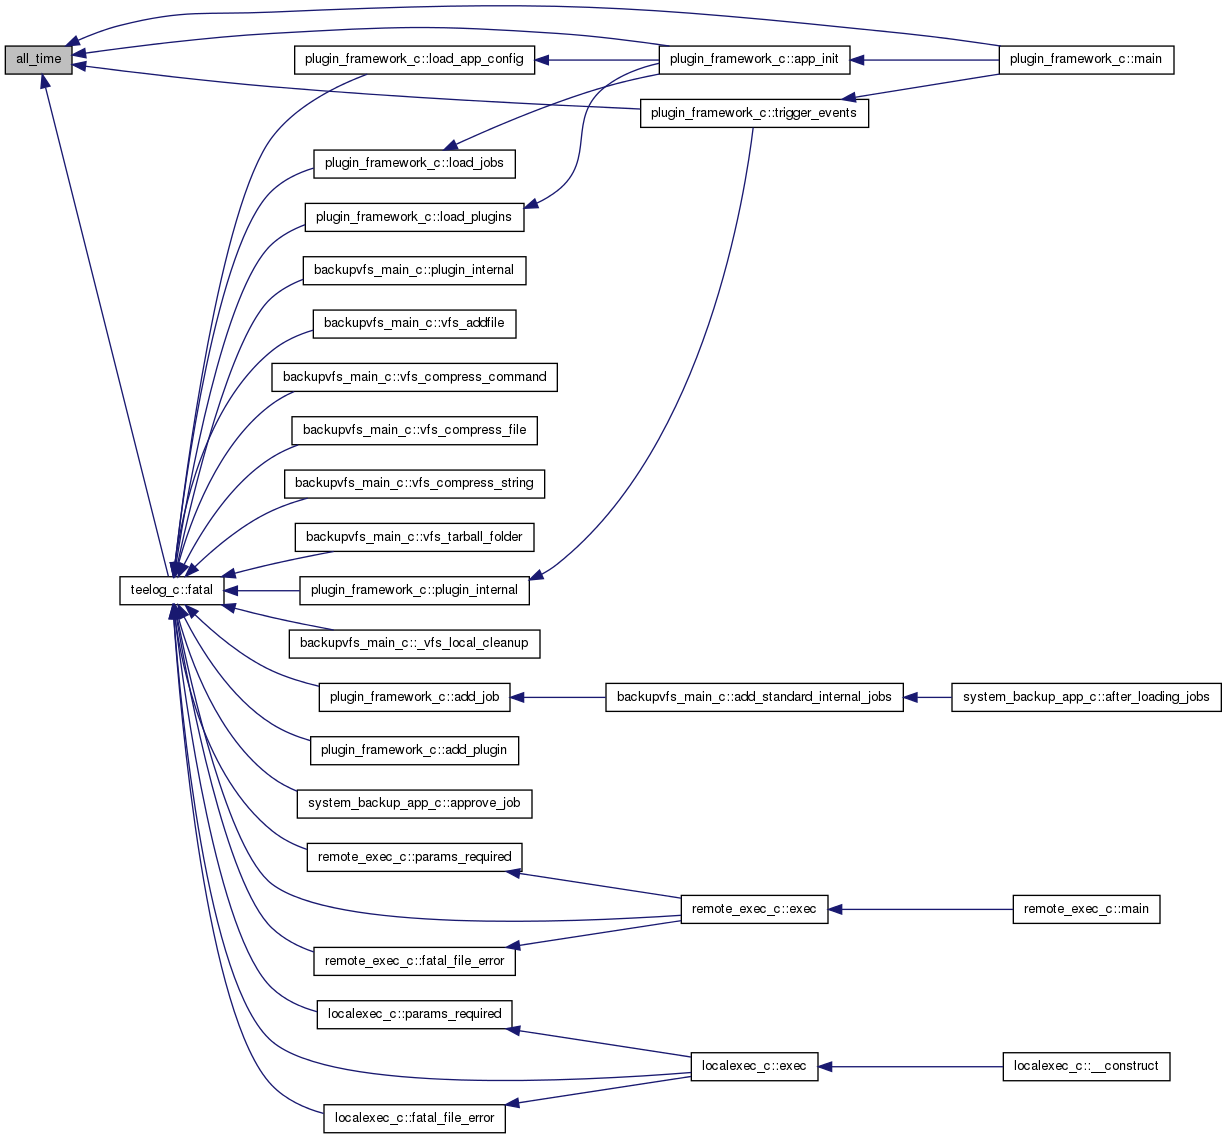 all_time
plugin_framework_c::load_app_config
plugin_framework_c::app_init
plugin_framework_c::main
plugin_framework_c::trigger_events
plugin_framework_c::load_jobs
plugin_framework_c::load_plugins
backupvfs_main_c::plugin_internal
backupvfs_main_c::vfs_addfile
backupvfs_main_c::vfs_compress_command
backupvfs_main_c::vfs_compress_file
backupvfs_main_c::vfs_compress_string
backupvfs_main_c::vfs_tarball_folder
teelog_c::fatal
plugin_framework_c::plugin_internal
backupvfs_main_c::_vfs_local_cleanup
plugin_framework_c::add_job
backupvfs_main_c::add_standard_internal_jobs
system_backup_app_c::after_loading_jobs
plugin_framework_c::add_plugin
system_backup_app_c::approve_job
remote_exec_c::params_required
remote_exec_c::exec
remote_exec_c::main
remote_exec_c::fatal_file_error
localexec_c::params_required
localexec_c::exec
localexec_c::__construct
localexec_c::fatal_file_error